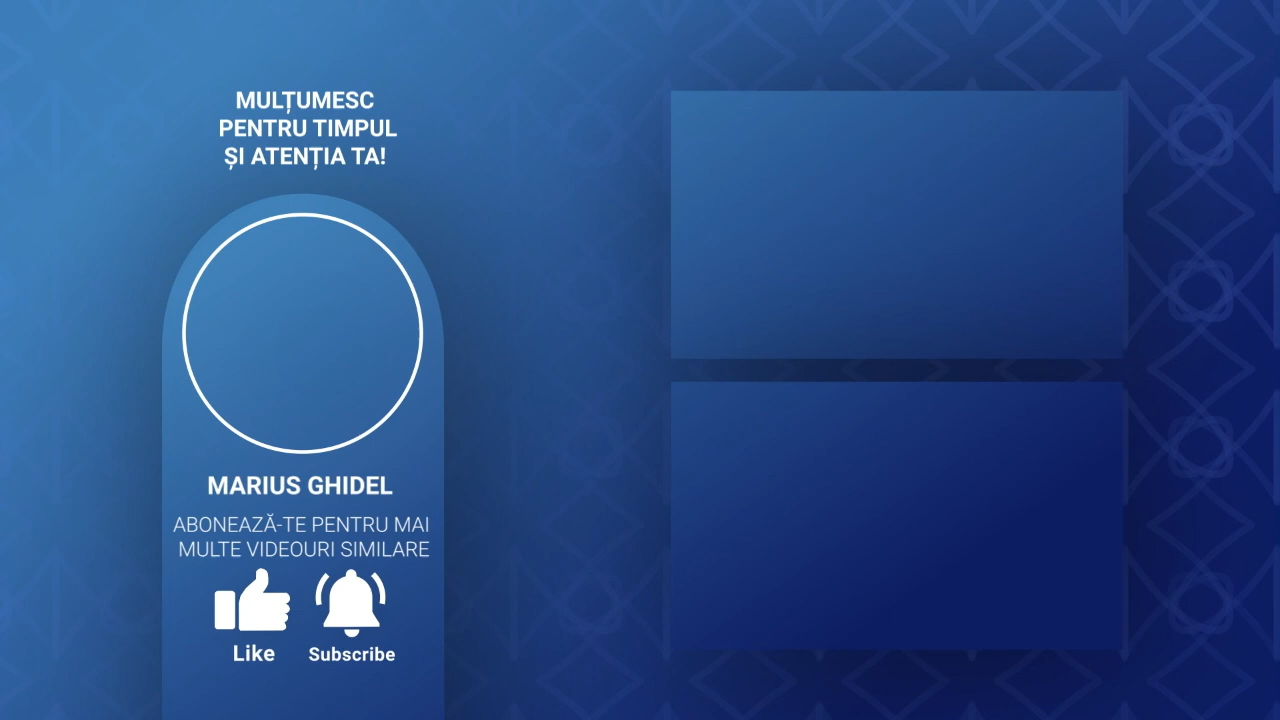 MULȚUMESC
PENTRU TIMPUL
ȘI ATENȚIA TA!
MARIUS GHIDEL
ABONEAZĂ-TE PENTRU MAI
MULTE VIDEOURI SIMILARE
Like
Subscribe